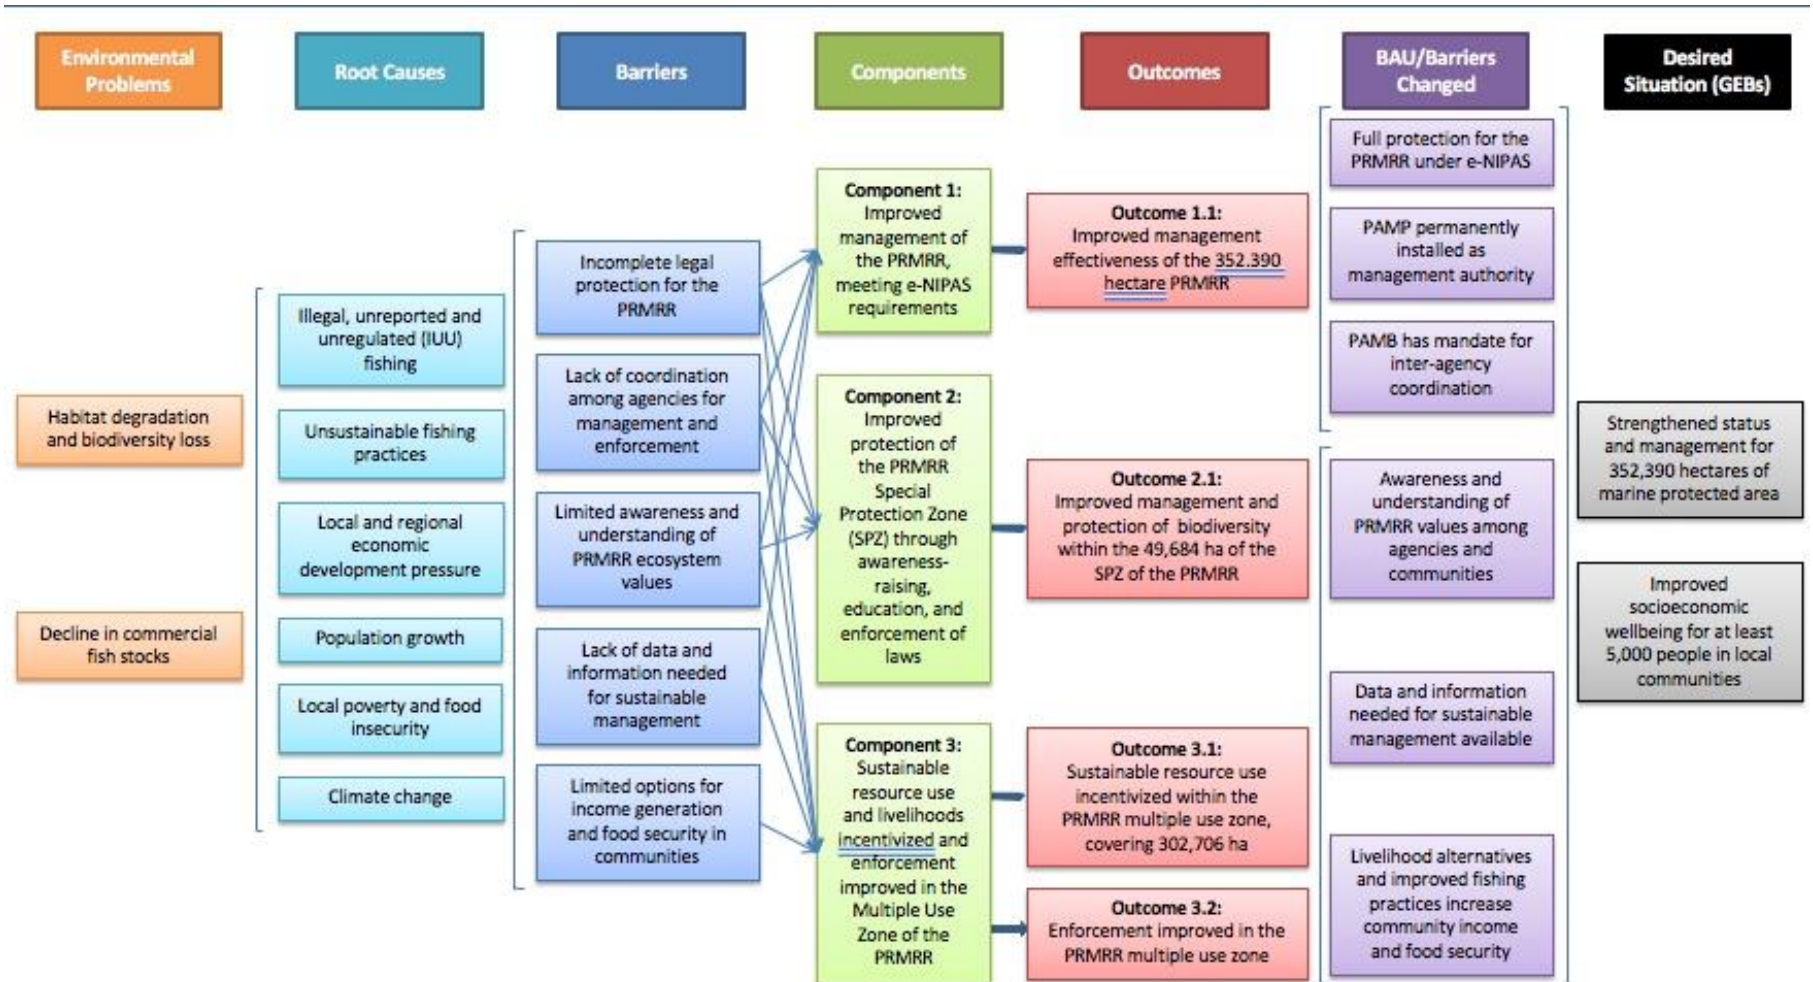 Environmental
Problems
Root Causes
Barriers
Components
Outcomes
BAU/Barriers
Changed
Desired
Situation (GEBs)
Habitat degradation
and biodiversity loss
Decline in commercial
fish stocks
Illegal, unreported and
unregulated (IUU)
fishing
Unsustainable fishing
practices
Local and regional
economic
development pressure
Population growth
Local poverty and food
insecurity
Climate change
Incomplete legal
protection for the
PRMRR
Lack of coordination
among agencies for
management and
enforcement
Limited awareness and
understanding of
PRMRR ecosystem
values
Lack of data and
information needed
for sustainable
management
Limited options for
income generation
and food security in
communities
Component 1:
Improved
management of
the PRMRR,
meeting e-NIPAS
requirements
Component 2:
Improved
protection of
the PRMRR
Special
Protection Zone
(SPZ) through
awareness-
raising,
education, and
enforcement of
laws
Component 3:
Sustainable
resource use
and livelihoods
incentivized and
enforcement
improved in the
Multiple Use
Zone of the
PRMRR
Outcome 1.1:
Improved management
effectiveness of the 352.390
hectare PRMRR
Outcome 2.1:
Improved management and
protection of biodiversity
within the 49,684 ha of the
SPZ of the PRMRR
Outcome 3.1:
Sustainable resource use
incentivized within the
PRMRR multiple use zone,
covering 302,706 ha
Outcome 3.2:
Enforcement improved in the
PRMRR multiple use zone
Full protection for the
PRMRR under e-NIPAS
PAMP permanently
installed as
management authority
PAMB has mandate for
inter-agency
coordination
Awareness and
understanding of
PRMRR values among
agencies and
communities
Data and information
needed for sustainable
management available
Livelihood alternatives
and improved fishing
practices increase
community income
and food security
Strengthened status
and management for
352,390 hectares of
marine protected area
Improved
socioeconomic
wellbeing for at least
5,000 people in local
communities